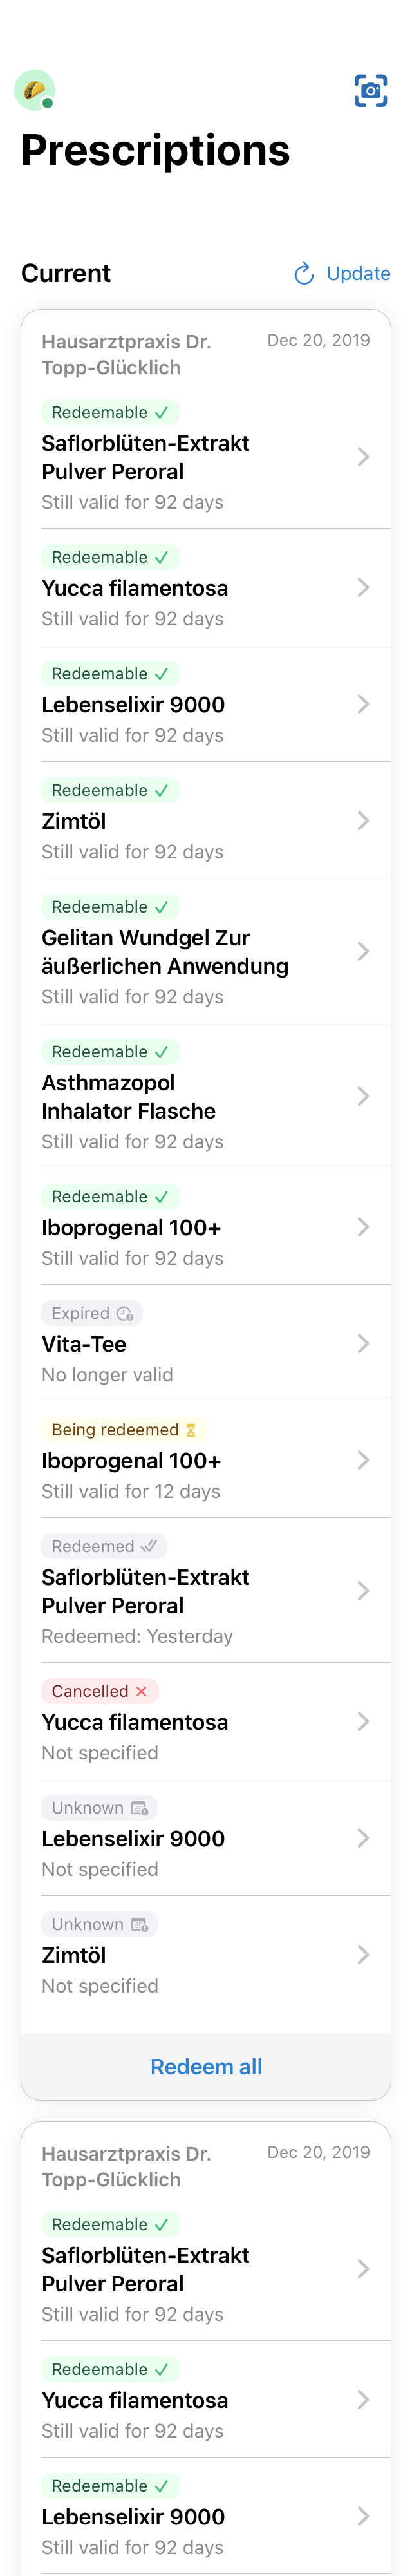 Prescriptions
Current
Update
Hausarztpraxis Dr.
Topp-Glücklich
Dec 20, 2019
Redeemable
Saflorblüten-Extrakt
Pulver Peroral
Still valid for 92 days
Redeemable
Yucca filamentosa
Still valid for 92 days
Redeemable
Lebenselixir 9000
Still valid for 92 days
Redeemable
Zimtöl
Still valid for 92 days
Redeemable
Gelitan Wundgel Zur
äußerlichen Anwendung
Still valid for 92 days
Redeemable
Asthmazopol
Inhalator Flasche
Still valid for 92 days
Redeemable
Iboprogenal 100+
Still valid for 92 days
Expired
Vita-Tee
No longer valid
Being redeemed
Iboprogenal 100+
Still valid for 12 days
Redeemed
Saflorblüten-Extrakt
Pulver Peroral
Redeemed: Yesterday
Cancelled
Yucca filamentosa
Not specified
Unknown
Lebenselixir 9000
Not specified
Unknown
Zimtöl
Not specified
Redeem all
Hausarztpraxis Dr.
Topp-Glücklich
Dec 20, 2019
Redeemable
Saflorblüten-Extrakt
Pulver Peroral
Still valid for 92 days
Redeemable
Yucca filamentosa
Still valid for 92 days
Redeemable
Lebenselixir 9000
Still valid for 92 days